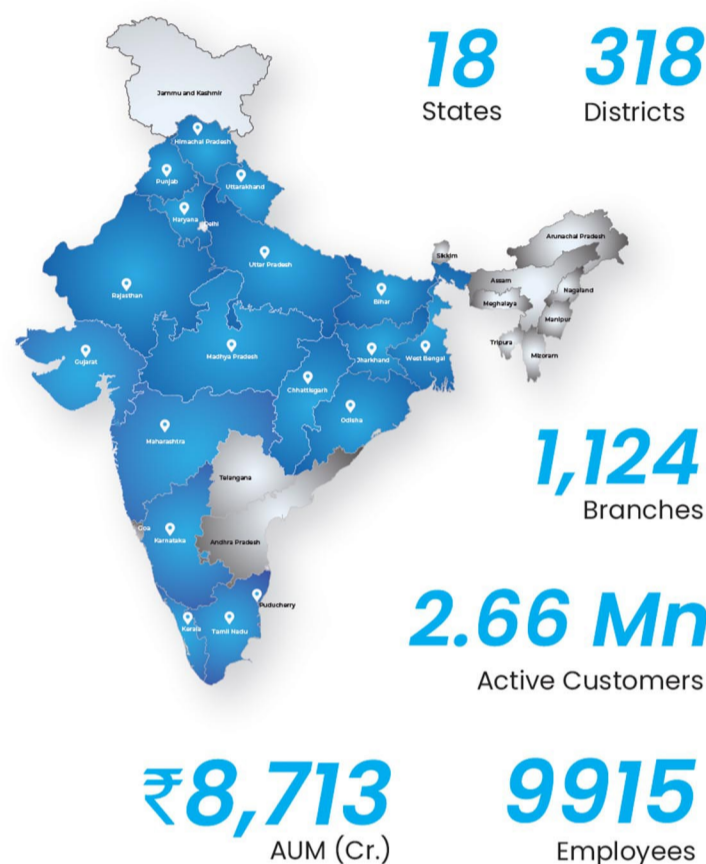 18
States
318
Districts
Jammu and Kashmir
Himachal Pradesh
Punjab
Uttarakhand
Haryana
Delhi
Rajasthan
Uttar Pradesh
Bihar
Sikkim
Arunachal Pradesh
Assam
Nagaland
Meghalaya
Manipur
Tripura
Mizoram
Gujarat
Madhya Pradesh
Jharkhand
West Bengal
Chhattisgarh
Odisha
Maharashtra
Telangana
1,124
Branches
Goa
Karnataka
Andhra Pradesh
Puducherry
Kerala
Tamil Nadu
2.66 Mn
Active Customers
₹8,713
AUM (Cr.)
9915
Employees